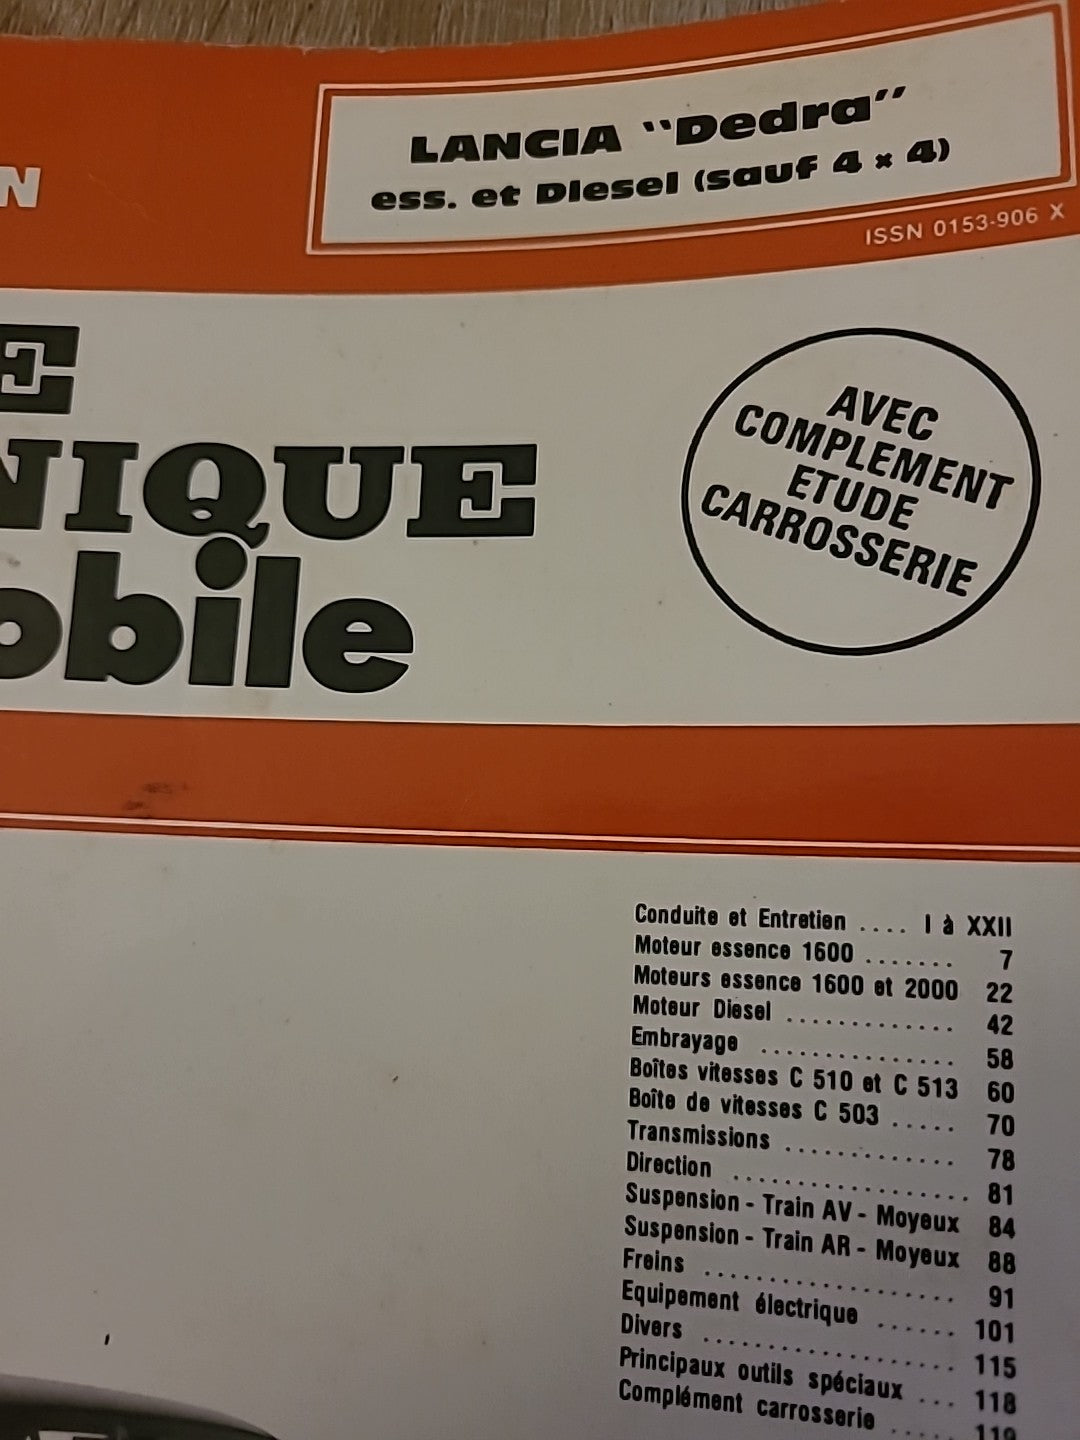 LANCIA "Dedra"
ess. et Diesel (sauf 4 x 4)
N
ISSN 0153-906 X
E
NIQUE
obile
AVEC
COMPLEMENT
ETUDE
CARROSSERIE
Conduite et Entretien .... I à XXII
Moteur essence 1600 ....... 7
Moteurs essence 1600 et 2000 22
Moteur Diesel ............. 42
Embrayage ............... 58
Boîtes vitesses C 510 et C 513 60
Boîte de vitesses C 503 ..... 70
Transmissions ............. 78
Direction .................. 81
Suspension - Train AV - Moyeux 84
Suspension - Train AR - Moyeux 88
Freins ................... 91
Equipement électrique ...... 101
Divers .................... 115
Principaux outils spéciaux ... 118
Complément carrosserie ..... 119